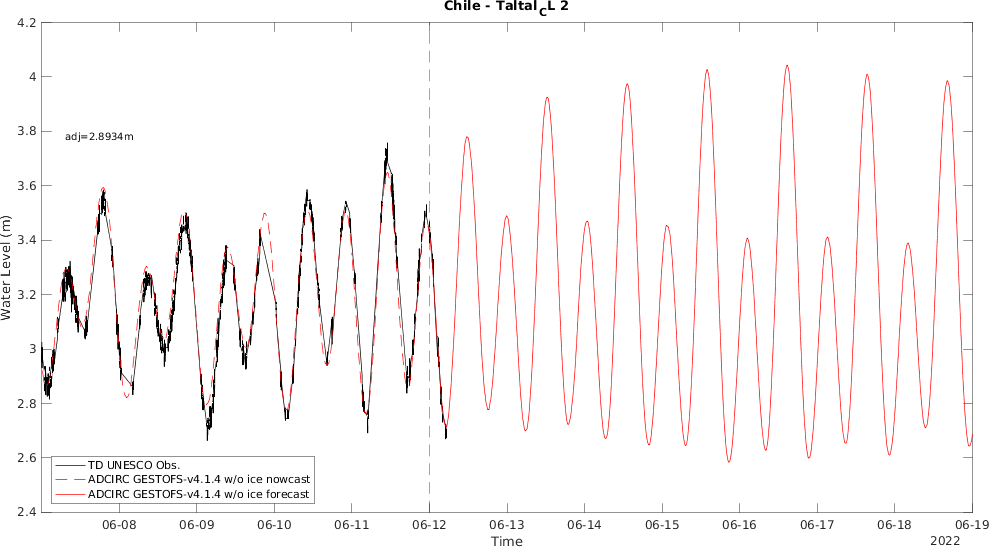 Chile - Taltal_CL 2
4.2
4
3.8
3.6
3.4
3.2
3
2.8
2.6
2.4
Water Level (m)
adj=2.8934m
TD UNESCO Obs.
ADCIRC GESTOFS-v4.1.4 w/o ice nowcast
ADCIRC GESTOFS-v4.1.4 w/o ice forecast
06-08 06-09 06-10 06-11 06-12 06-13 06-14 06-15 06-16 06-17 06-18 06-19
Time
2022